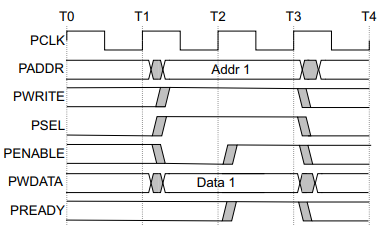 T0 T1 T2 T3 T4
PCLK
PADDR Addr 1
PWRITE
PSEL
PENABLE
PWDATA Data 1
PREADY